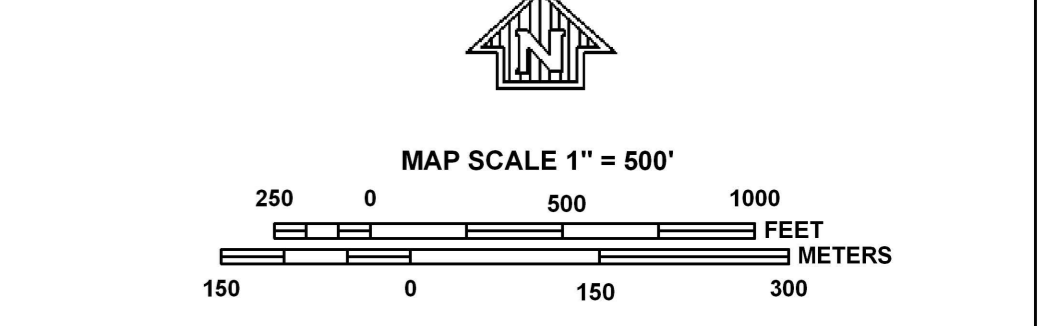 N
MAP SCALE 1" = 500'
250 0 500 1000
FEET
METERS
150 0 150 300